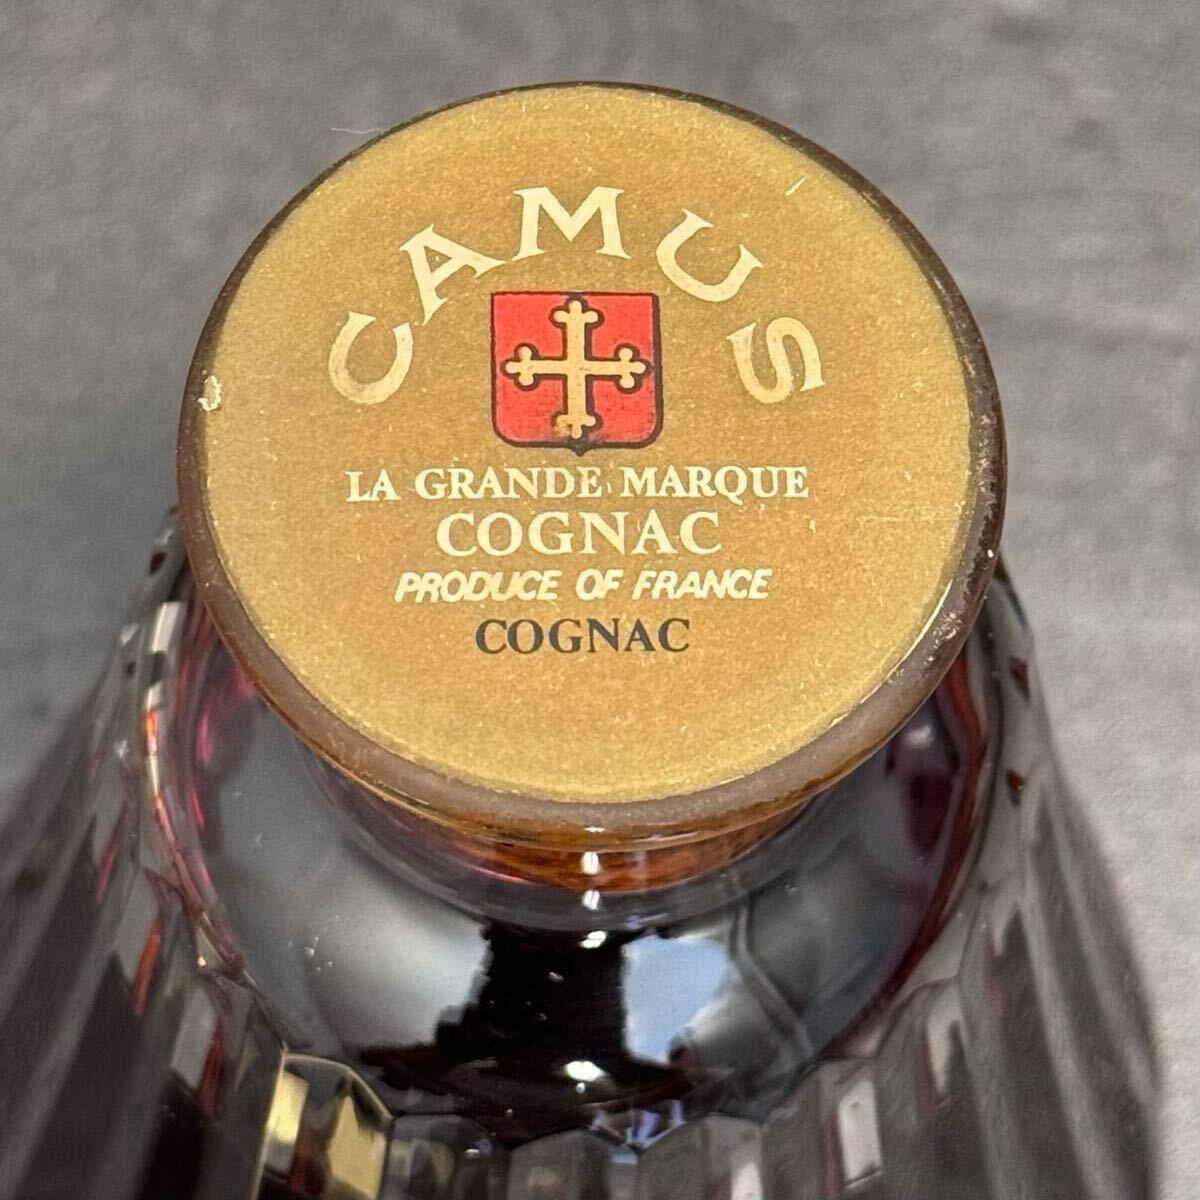 CAMUS
LA GRANDE MARQUE
COGNAC
PRODUCE OF FRANCE
COGNAC